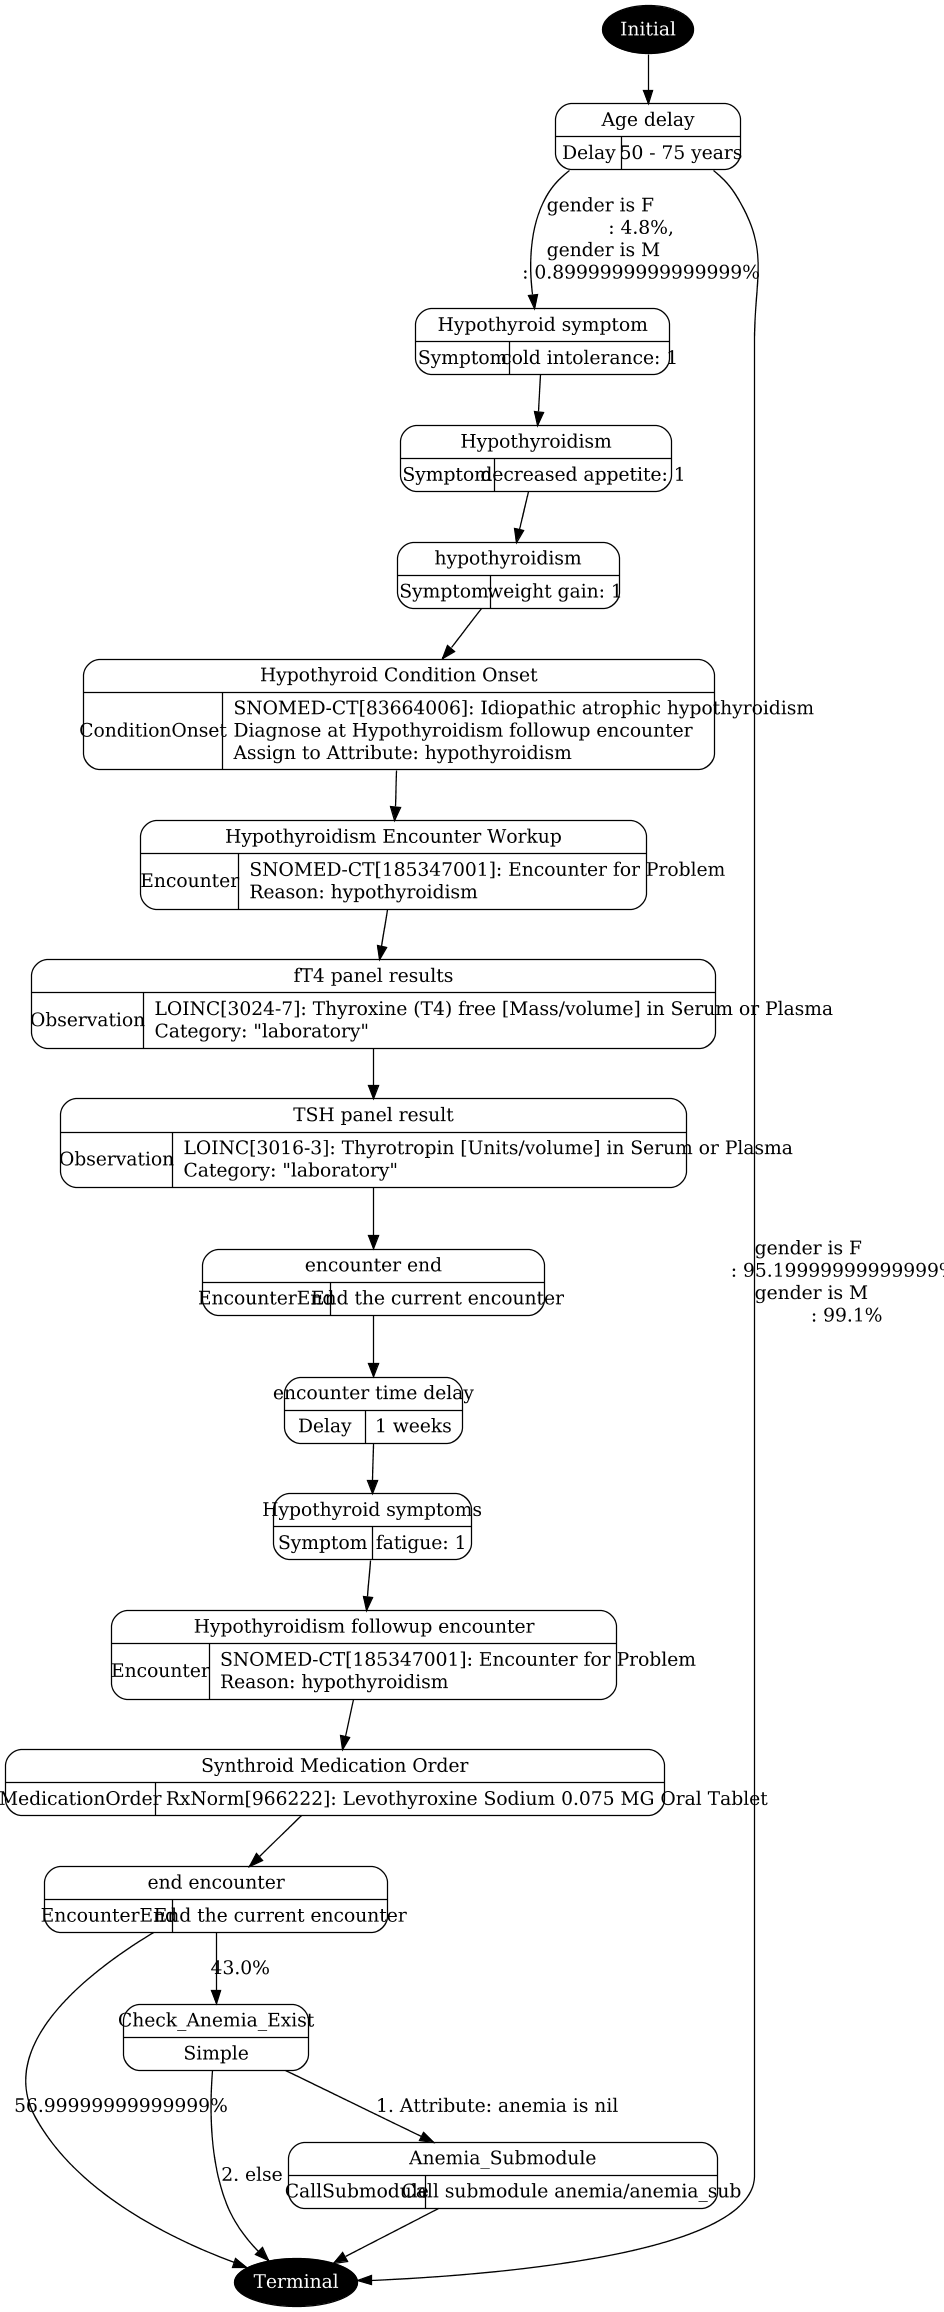 Initial
Age delay
Delay 50 - 75 years
gender is F
: 4.8%,
gender is M
: 0.8999999999999999%
Hypothyroid symptom
Symptom cold intolerance: 1
Hypothyroidism
Symptom decreased appetite: 1
hypothyroidism
Symptom weight gain: 1
Hypothyroid Condition Onset
ConditionOnset
SNOMED-CT[83664006]: Idiopathic atrophic hypothyroidism
Diagnose at Hypothyroidism followup encounter
Assign to Attribute: hypothyroidism
Hypothyroidism Encounter Workup
Encounter
SNOMED-CT[185347001]: Encounter for Problem
Reason: hypothyroidism
fT4 panel results
Observation
LOINC[3024-7]: Thyroxine (T4) free [Mass/volume] in Serum or Plasma
Category: "laboratory"
TSH panel result
Observation
LOINC[3016-3]: Thyrotropin [Units/volume] in Serum or Plasma
Category: "laboratory"
gender is F
: 95.19999999999999%
gender is M
: 99.1%
encounter end
EncounterEnd End the current encounter
encounter time delay
Delay 1 weeks
Hypothyroid symptoms
Symptom fatigue: 1
Hypothyroidism followup encounter
Encounter
SNOMED-CT[185347001]: Encounter for Problem
Reason: hypothyroidism
Synthroid Medication Order
MedicationOrder RxNorm[966222]: Levothyroxine Sodium 0.075 MG Oral Tablet
end encounter
EncounterEnd End the current encounter
43.0%
Check_Anemia_Exist
Simple
56.99999999999999%
1. Attribute: anemia is nil
Anemia_Submodule
2. else
CallSubmodule Call submodule anemia/anemia_sub
Terminal